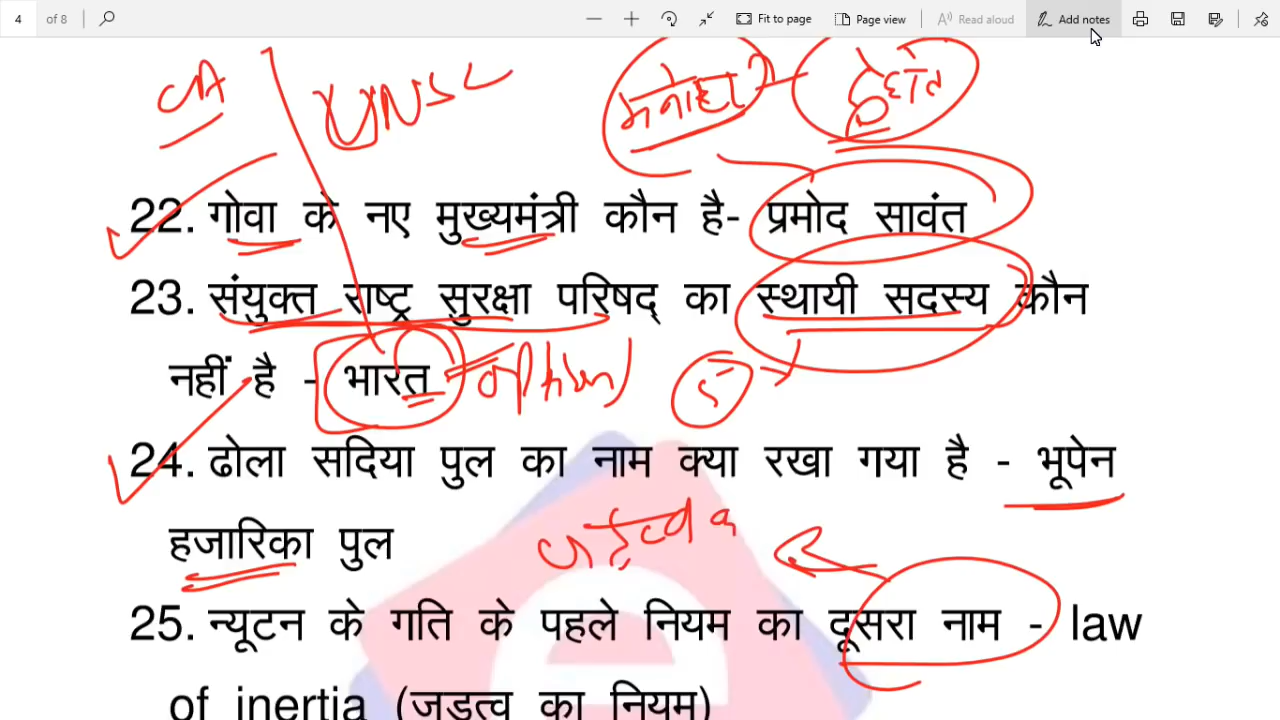 4 of 8 Fit to page Page view Read aloud Add notes
CA UNSC मनोहर देहांत
22. गोवा के नए मुख्यमंत्री कौन है- प्रमोद सावंत
23. संयुक्त राष्ट्र सुरक्षा परिषद् का स्थायी सदस्य कौन
नहीं है - भारत option 5
24. ढोला सदिया पुल का नाम क्या रखा गया है - भूपेन
हजारिका पुल
25. न्यूटन के गति के पहले नियम का दूसरा नाम - law
of inertia (जडत्व का नियम)